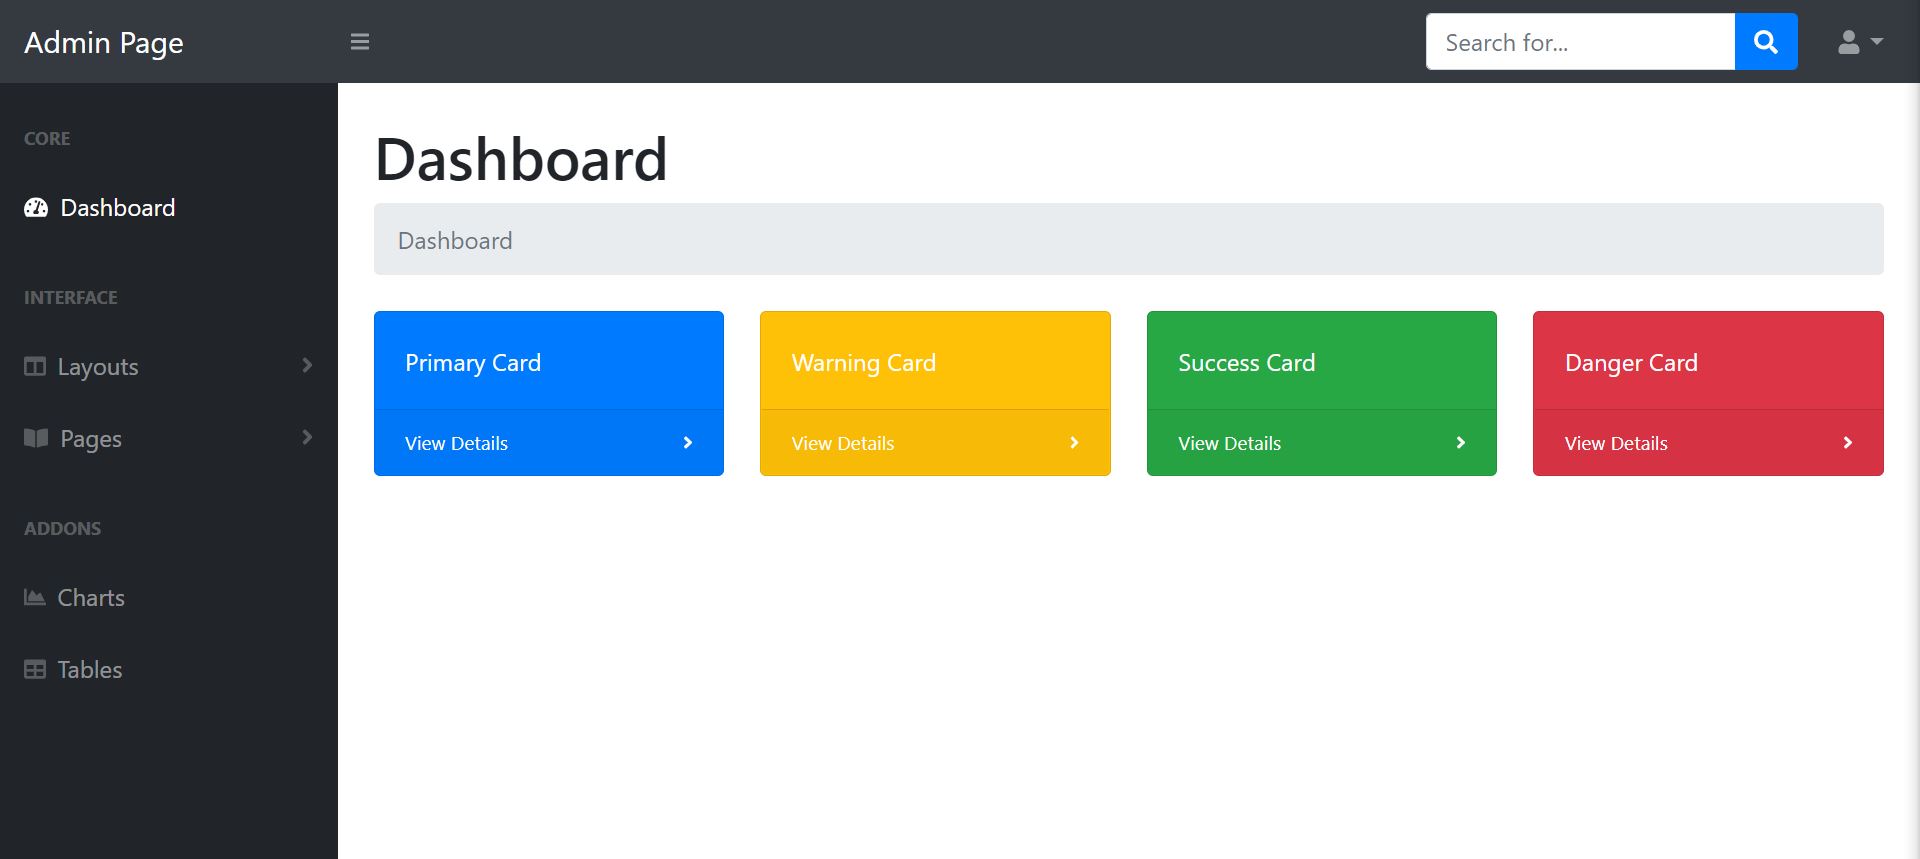 Admin Page
Search for...
CORE
Dashboard
INTERFACE
Layouts
Pages
ADDONS
Charts
Tables
Dashboard
Dashboard
Primary Card
View Details
Warning Card
View Details
Success Card
View Details
Danger Card
View Details